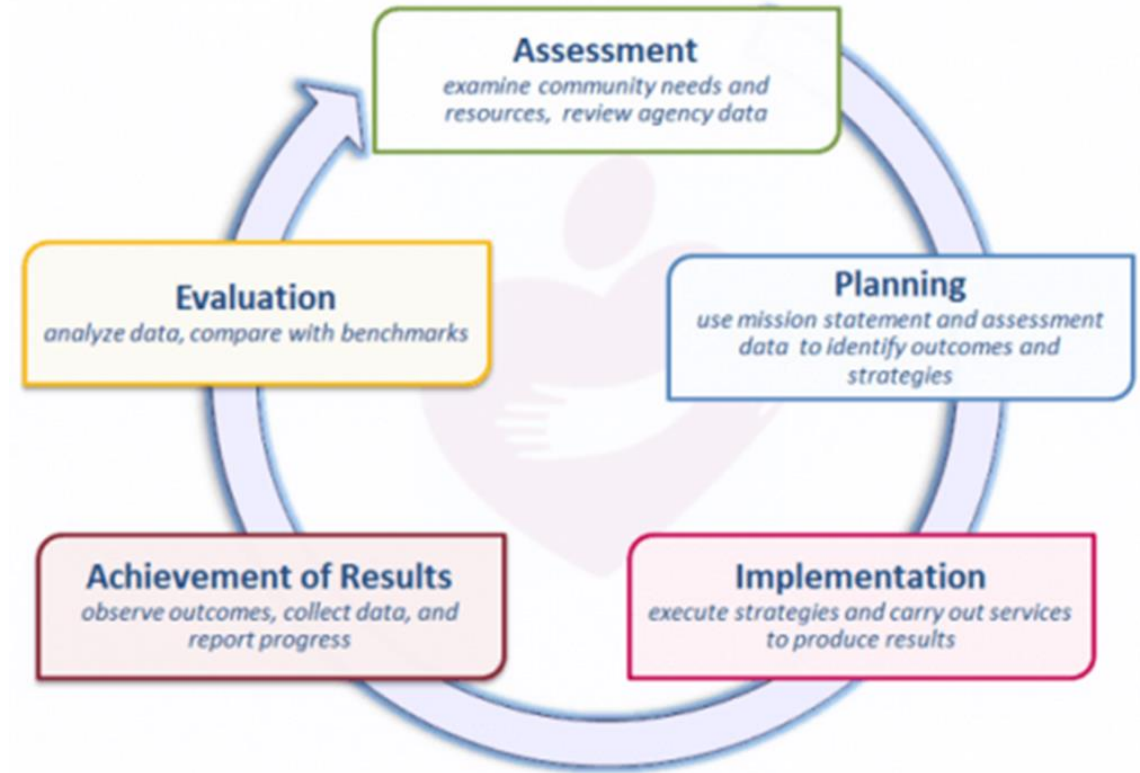 Assessment
examine community needs and
resources, review agency data
Planning
use mission statement and assessment
data to identify outcomes and
strategies
Implementation
execute strategies and carry out services
to produce results
Achievement of Results
observe outcomes, collect data, and
report progress
Evaluation
analyze data, compare with benchmarks